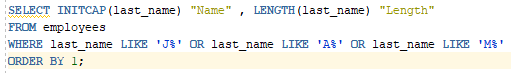 SELECT INITCAP(last_name) "Name" , LENGTH(last_name) "Length"
FROM employees
WHERE last_name LIKE 'J%' OR last_name LIKE 'A%' OR last_name LIKE 'M%'
ORDER BY 1;